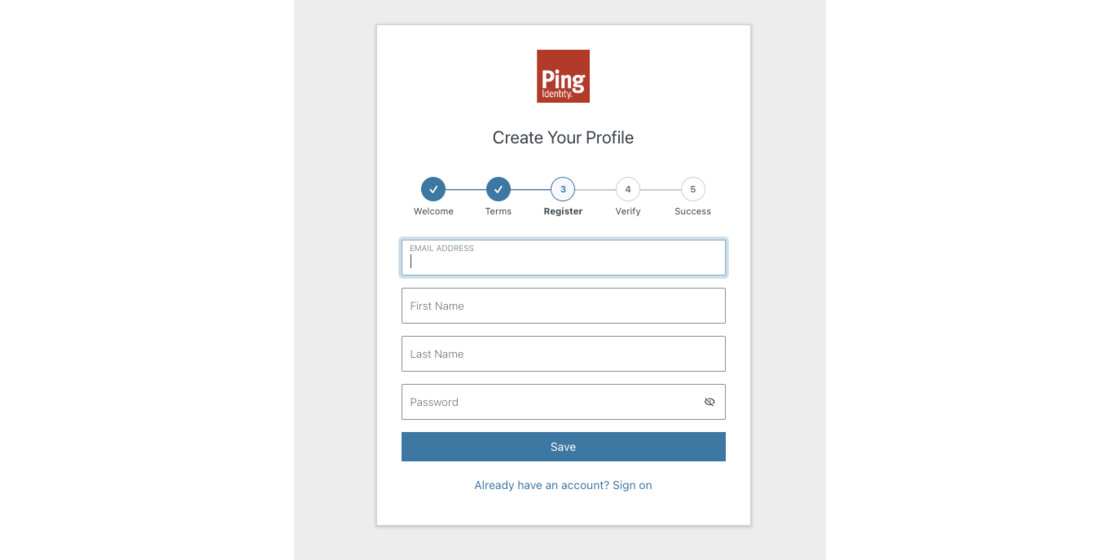 Ping
Identity.
Create Your Profile
3 4 5
Welcome Terms Register Verify Success
EMAIL ADDRESS
First Name
Last Name
Password
Save
Already have an account? Sign on